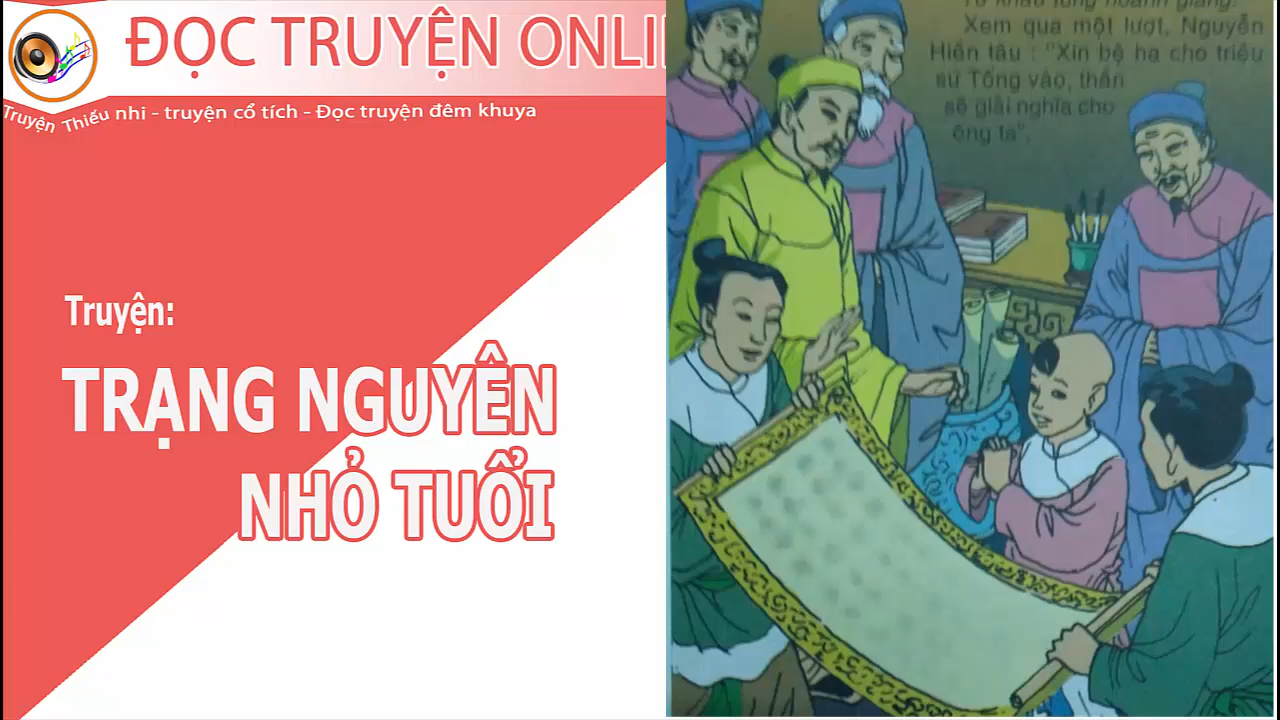 ĐỌC TRUYỆN ONLI
Truyện Thiếu nhi - truyện cổ tích - Đọc truyện đêm khuya
Truyện:
TRẠNG NGUYÊN
NHỎ TUỔI
Xem qua một lượt, Nguyễn
Hiền tâu : "Xin bệ hạ cho triệu
sứ Tống vào, thần
sẽ giải nghĩa cho
ông ta".